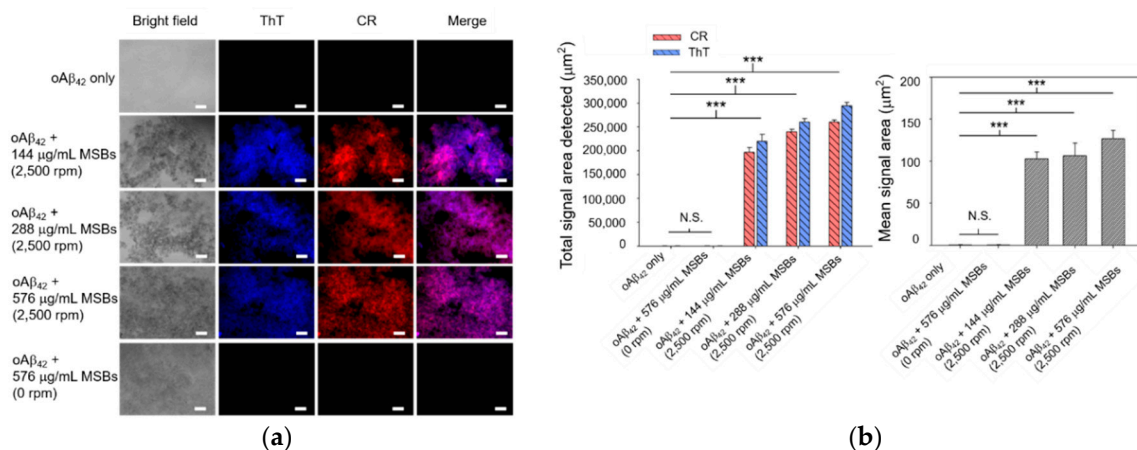 Bright field ThT CR Merge
oAβ₄₂ only
oAβ₄₂ +
144 μg/mL MSBs
(2,500 rpm)
oAβ₄₂ +
288 μg/mL MSBs
(2,500 rpm)
oAβ₄₂ +
576 μg/mL MSBs
(2,500 rpm)
oAβ₄₂ +
576 μg/mL MSBs
(0 rpm)
(a)
CR
ThT
Total signal area detected (μm²)
350,000
300,000
250,000
200,000
150,000
100,000
50,000
0
N.S.
***
***
***
oAβ₄₂ only
oAβ₄₂ + 576 μg/mL MSBs
(0 rpm)
oAβ₄₂ + 144 μg/mL MSBs
(2,500 rpm)
oAβ₄₂ + 288 μg/mL MSBs
(2,500 rpm)
oAβ₄₂ + 576 μg/mL MSBs
(2,500 rpm)
Mean signal area (μm²)
200
150
100
50
0
N.S.
***
***
***
oAβ₄₂ only
oAβ₄₂ + 576 μg/mL MSBs
(0 rpm)
oAβ₄₂ + 144 μg/mL MSBs
(2,500 rpm)
oAβ₄₂ + 288 μg/mL MSBs
(2,500 rpm)
oAβ₄₂ + 576 μg/mL MSBs
(2,500 rpm)
(b)